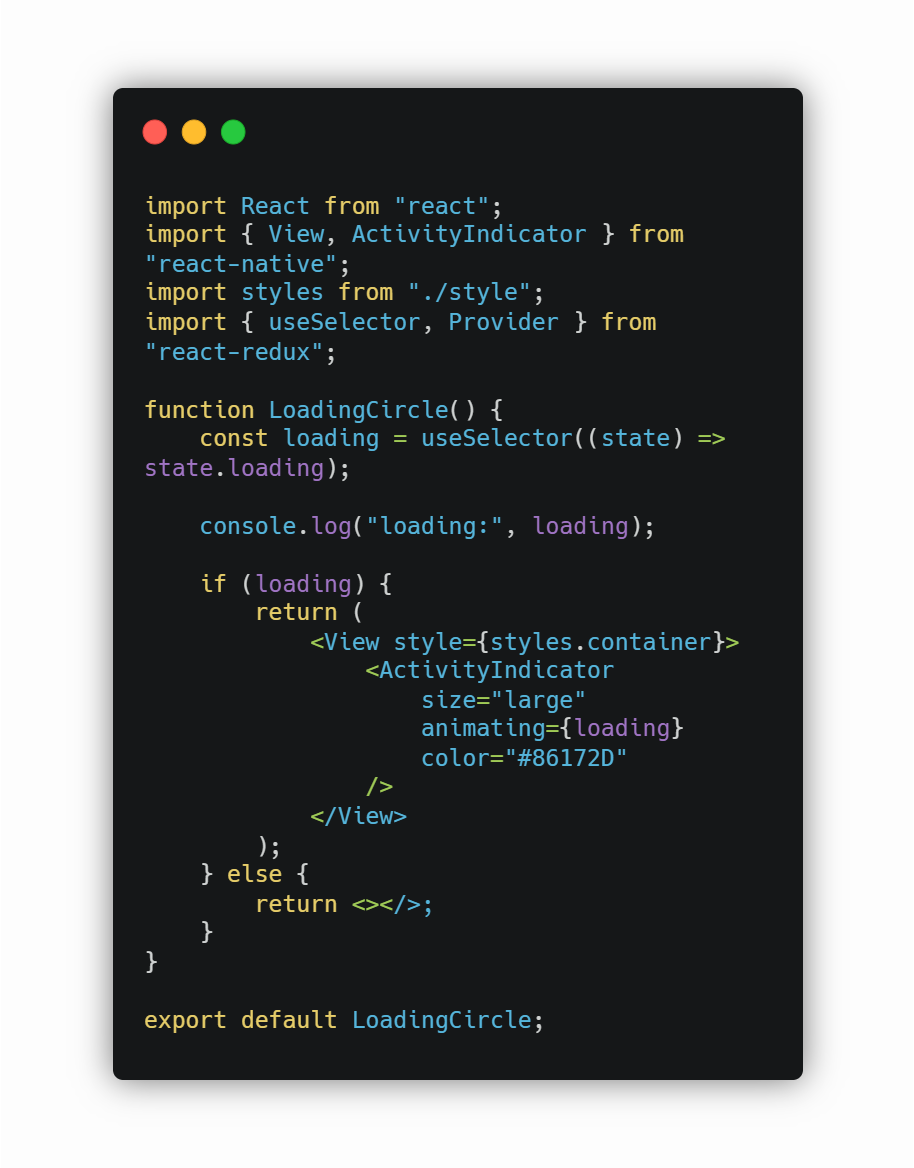 import React from "react";
import { View, ActivityIndicator } from
"react-native";
import styles from "./style";
import { useSelector, Provider } from
"react-redux";

function LoadingCircle() {
    const loading = useSelector((state) =>
state.loading);

    console.log("loading:", loading);

    if (loading) {
        return (
            <View style={styles.container}>
                <ActivityIndicator
                    size="large"
                    animating={loading}
                    color="#86172D"
                />
            </View>
        );
    } else {
        return <></>;
    }
}

export default LoadingCircle;